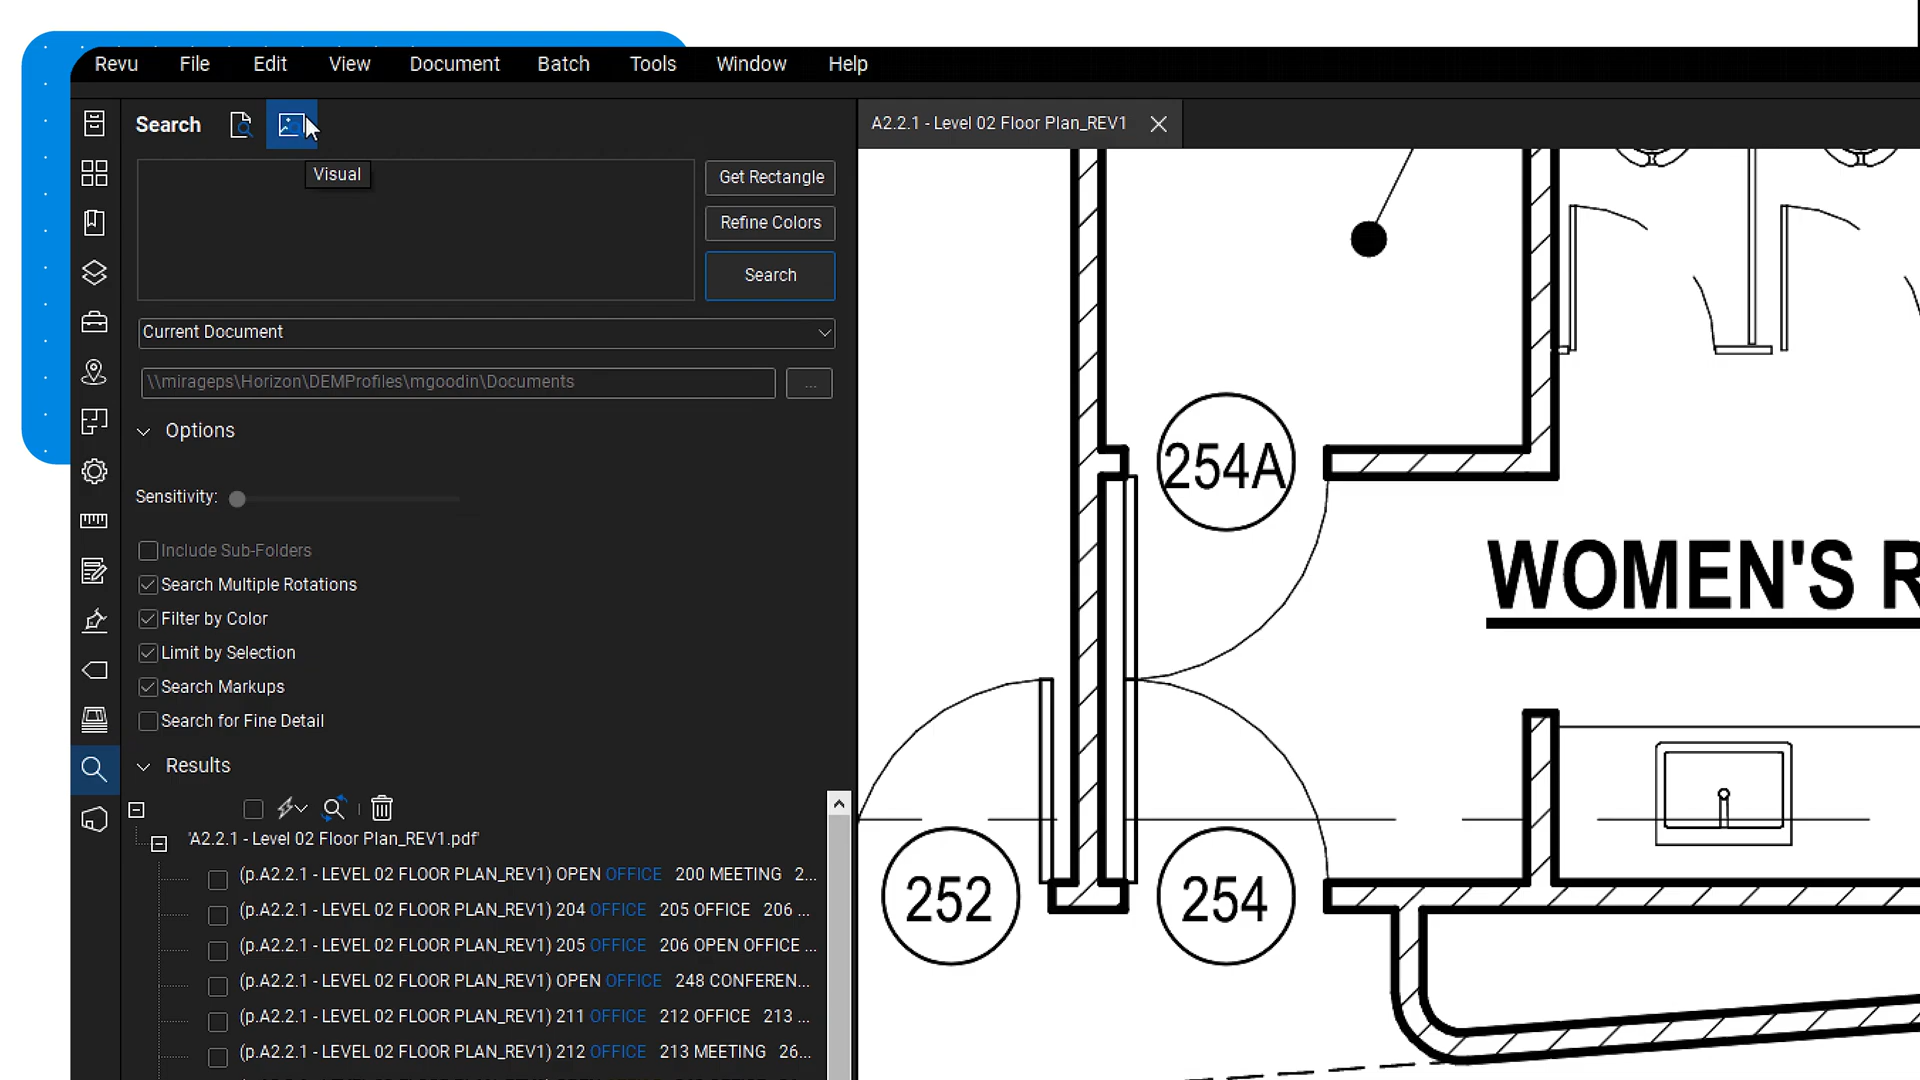 Revu File Edit View Document Batch Tools Window Help
Search
A2.2.1 - Level 02 Floor Plan_REV1
Visual
Get Rectangle
Refine Colors
Search
Current Document
\\mirageps\Horizon\DEMProfiles\mgoodin\Documents
...
Options
Sensitivity:
Include Sub-Folders
Search Multiple Rotations
Filter by Color
Limit by Selection
Search Markups
Search for Fine Detail
Results
'A2.2.1 - Level 02 Floor Plan_REV1.pdf'
(p.A2.2.1 - LEVEL 02 FLOOR PLAN_REV1) OPEN OFFICE 200 MEETING 2...
(p.A2.2.1 - LEVEL 02 FLOOR PLAN_REV1) 204 OFFICE 205 OFFICE 206 ...
(p.A2.2.1 - LEVEL 02 FLOOR PLAN_REV1) 205 OFFICE 206 OPEN OFFICE ...
(p.A2.2.1 - LEVEL 02 FLOOR PLAN_REV1) OPEN OFFICE 248 CONFEREN...
(p.A2.2.1 - LEVEL 02 FLOOR PLAN_REV1) 211 OFFICE 212 OFFICE 213 ...
(p.A2.2.1 - LEVEL 02 FLOOR PLAN_REV1) 212 OFFICE 213 MEETING 26...
254A
WOMEN'S R
252
254